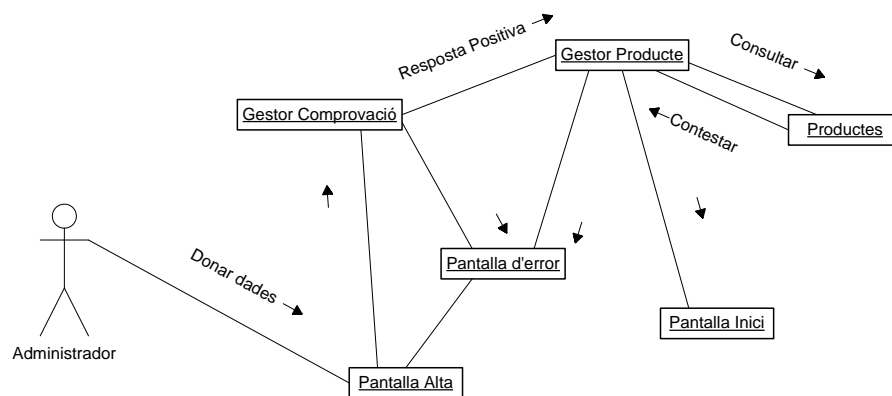 Resposta Positiva
Gestor Producte
Consultar
Gestor Comprovació
Contestar
Productes
Donar dades
Pantalla d'error
Pantalla Inici
Administrador
Pantalla Alta